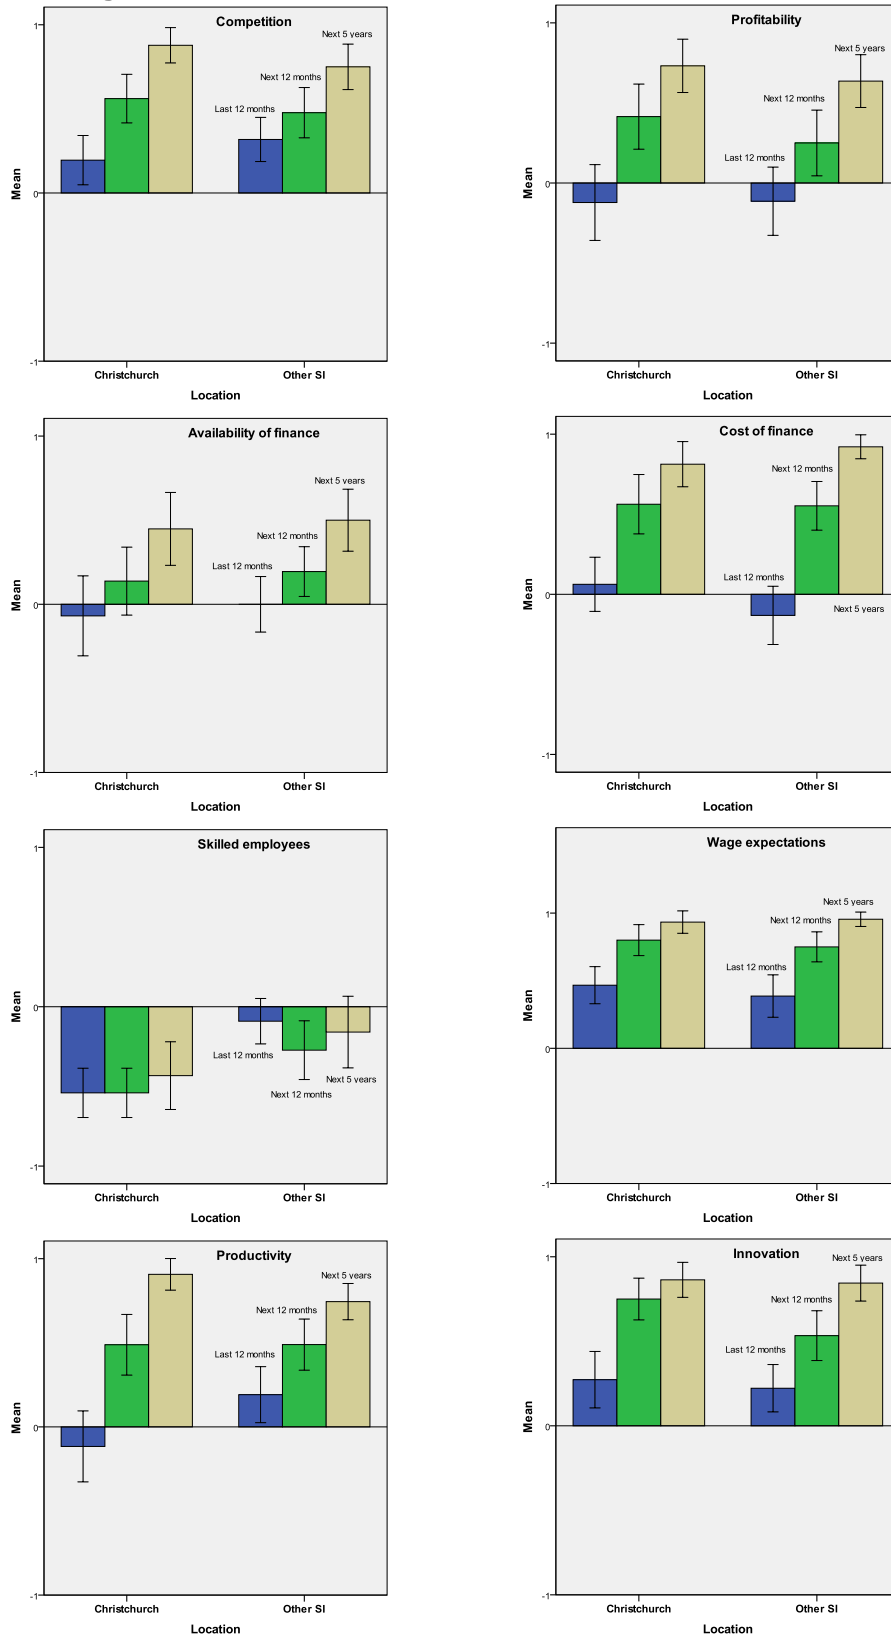 Competition
1
0
-1
Mean
Last 12 months
Next 12 months
Next 5 years
Christchurch
Other SI
Location
Profitability
1
0
-1
Mean
Last 12 months
Next 12 months
Next 5 years
Christchurch
Other SI
Location
Availability of finance
1
0
-1
Mean
Last 12 months
Next 12 months
Next 5 years
Christchurch
Other SI
Location
Cost of finance
1
0
-1
Mean
Last 12 months
Next 12 months
Next 5 years
Christchurch
Other SI
Location
Skilled employees
1
0
-1
Mean
Last 12 months
Next 12 months
Next 5 years
Christchurch
Other SI
Location
Wage expectations
1
0
-1
Mean
Last 12 months
Next 12 months
Next 5 years
Christchurch
Other SI
Location
Productivity
1
0
-1
Mean
Last 12 months
Next 12 months
Next 5 years
Christchurch
Other SI
Location
Innovation
1
0
-1
Mean
Last 12 months
Next 12 months
Next 5 years
Christchurch
Other SI
Location